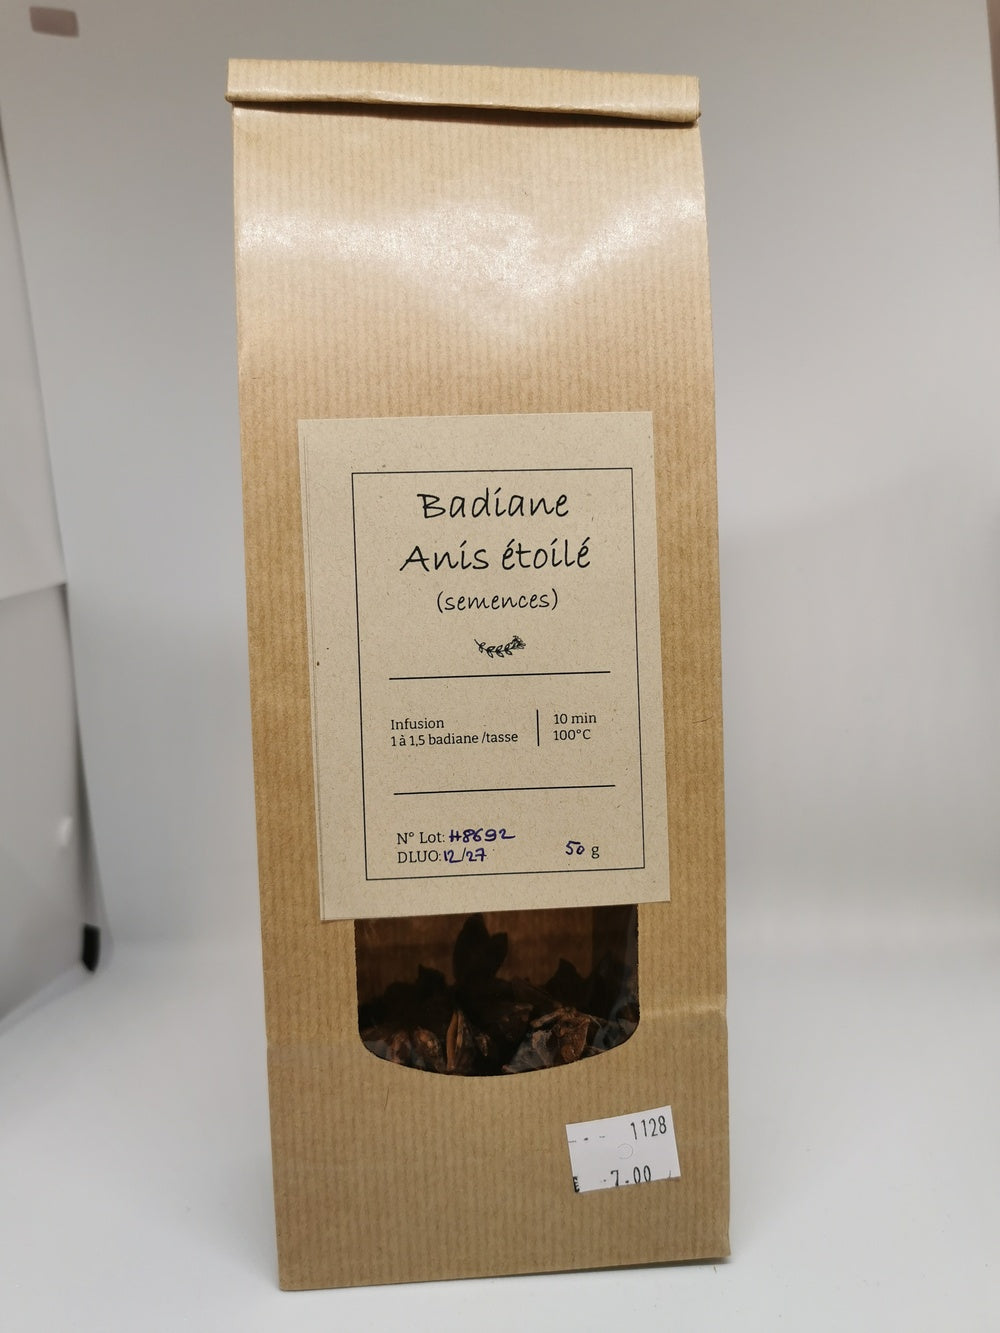 Badiane
Anis étoilé
(semences)
Infusion
1 à 1,5 badiane /tasse
10 min
100°C
N° Lot: H8692
DLUO: 12/27
50 g
1128
7.00